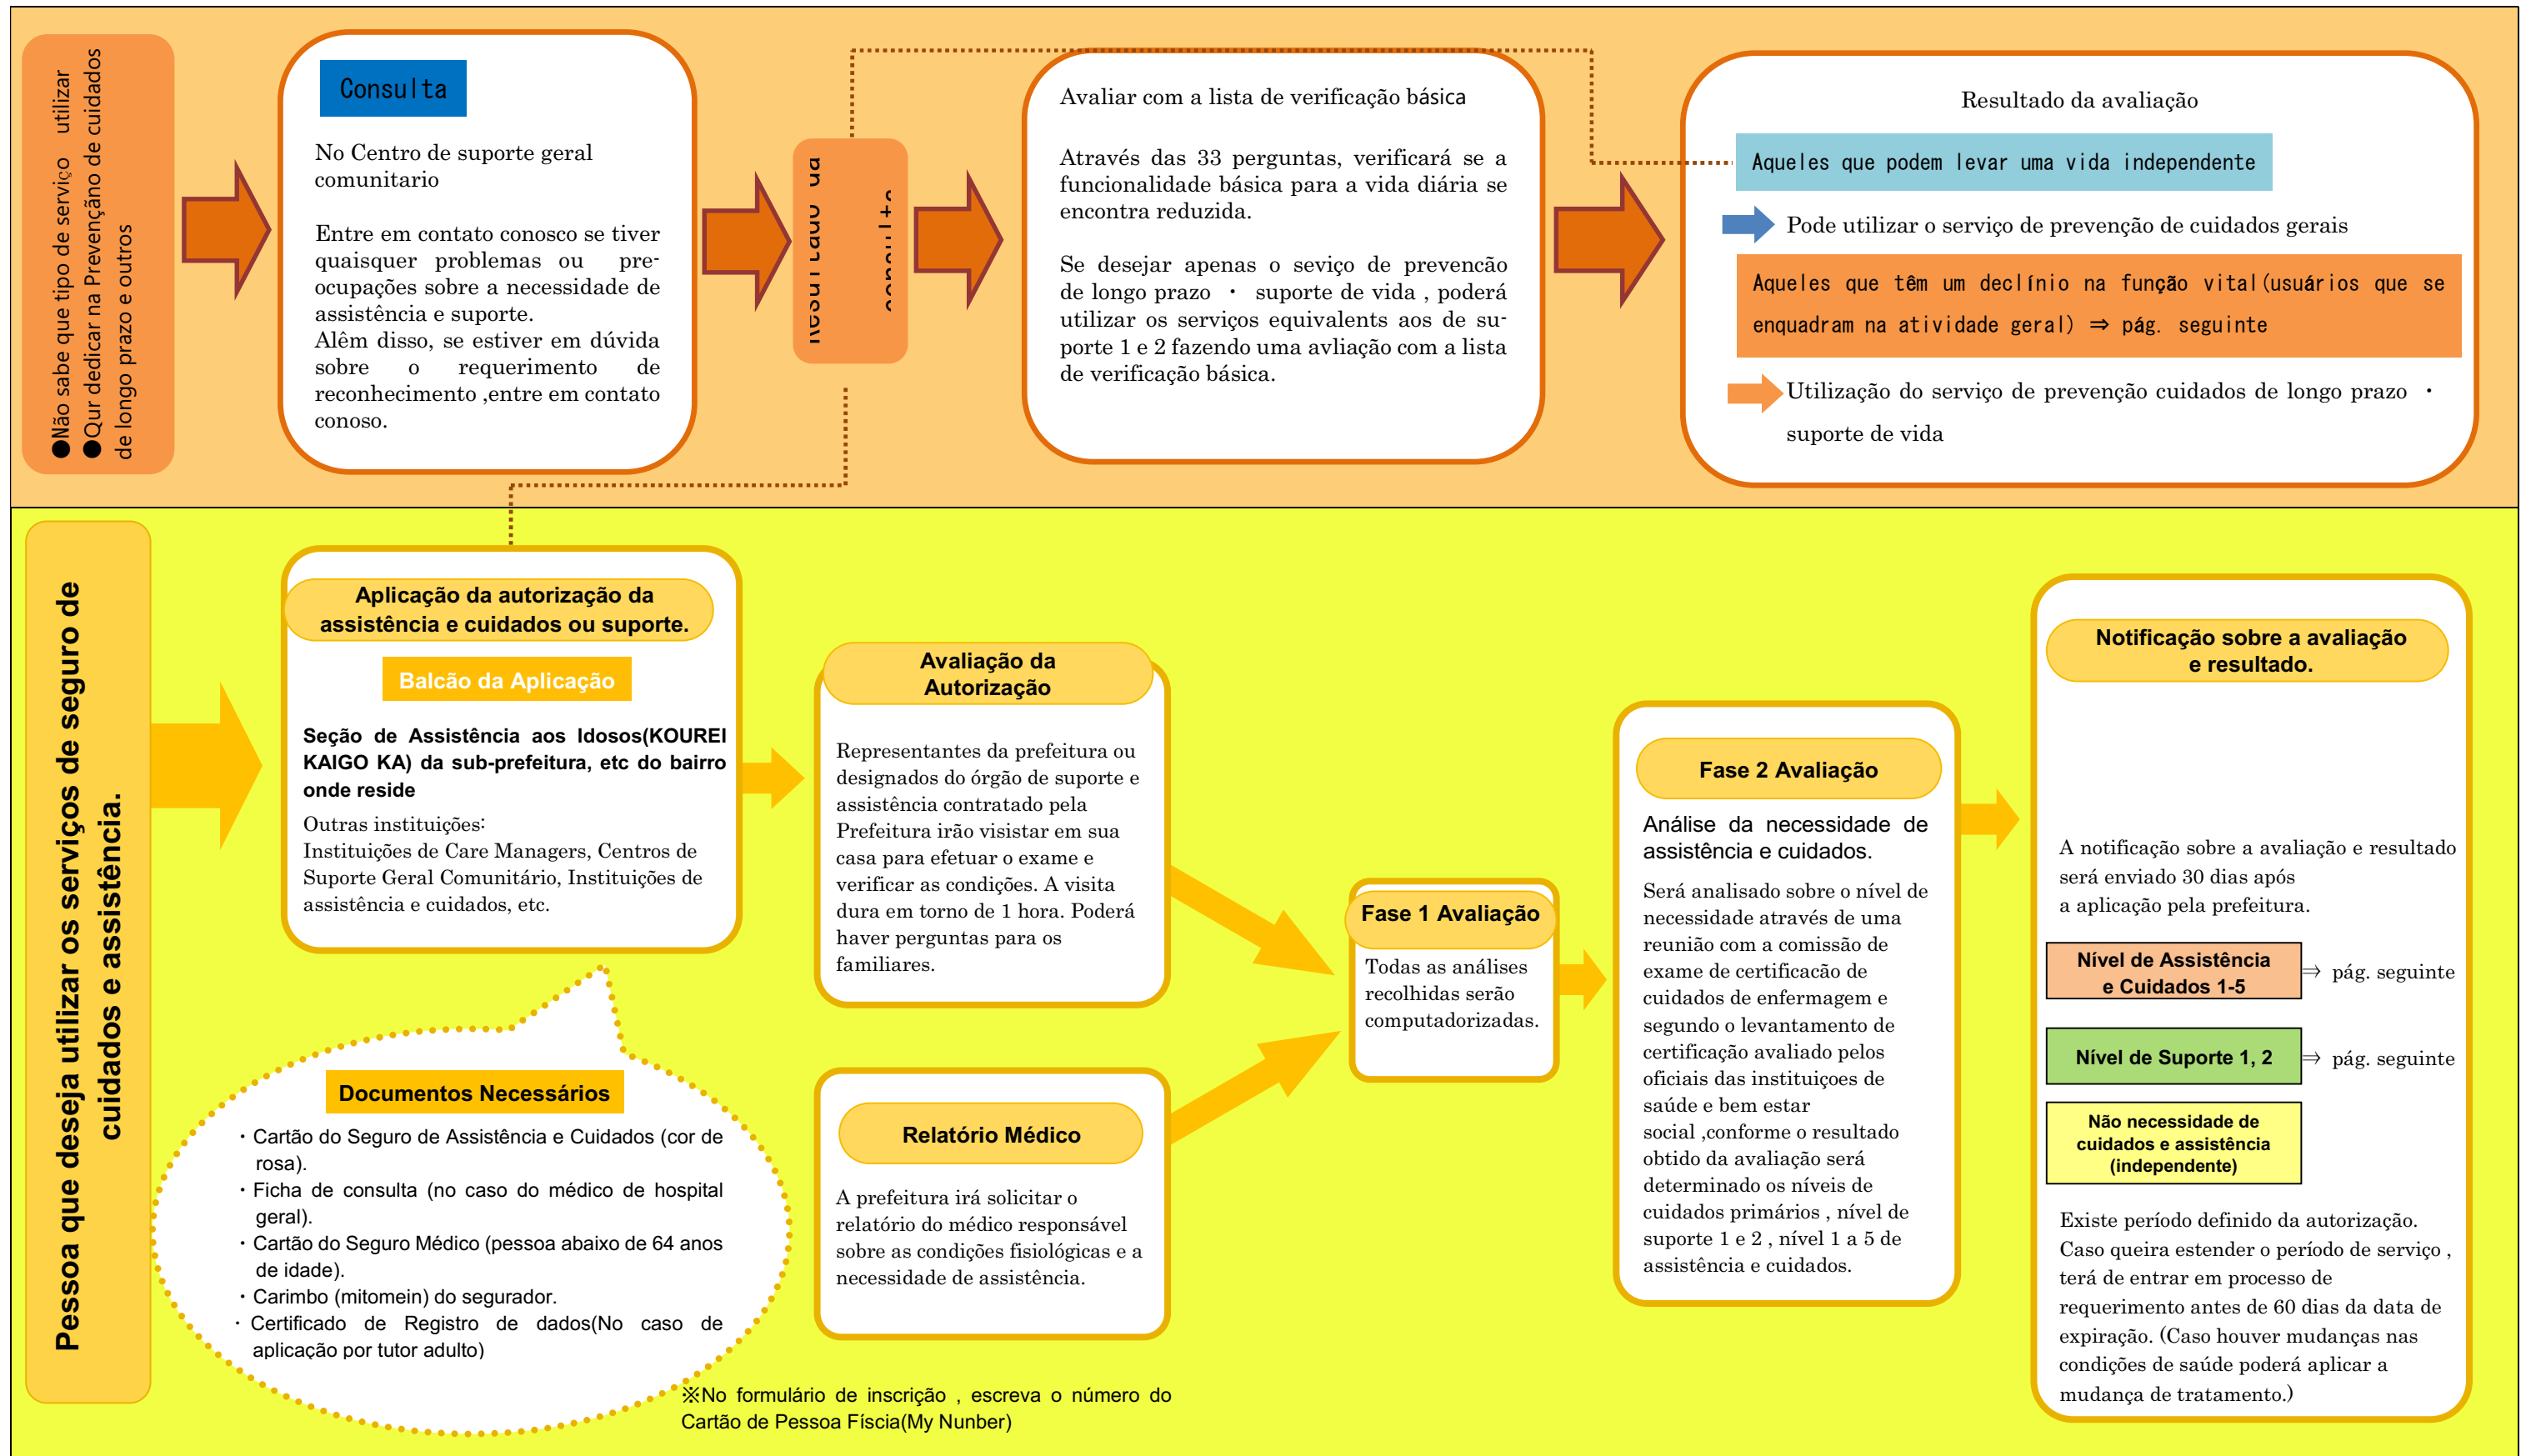 ●Não sabe que tipo de serviço utilizar
●Qur dedicar na Prevençãno de cuidados
de longo prazo e outros
Consulta
No Centro de suporte geral
comunitario
Entre em contato conosco se tiver
quaisquer problemas ou pre-
ocupações sobre a necessidade de
assistência e suporte.
Alêm disso, se estiver em dúvida
sobre o requerimento de
reconhecimento ,entre em contato
conoso.
Resultado da
consulta
Avaliar com a lista de verificação básica
Através das 33 perguntas, verificará se a
funcionalidade básica para a vida diária se
encontra reduzida.
Se desejar apenas o seviço de prevencão
de longo prazo ・ suporte de vida , poderá
utilizar os serviços equivalents aos de su-
porte 1 e 2 fazendo uma avliação com a lista
de verificação básica.
Resultado da avaliação
Aqueles que podem levar uma vida independente
Pode utilizar o serviço de prevenção de cuidados gerais
Aqueles que têm um declínio na função vital(usuários que se
enquadram na atividade geral) ⇒ pág. seguinte
Utilização do serviço de prevenção cuidados de longo prazo ・
suporte de vida
Pessoa que deseja utilizar os serviços de seguro de
cuidados e assistência.
Aplicação da autorização da
assistência e cuidados ou suporte.
Balcão da Aplicação
Seção de Assistência aos Idosos(KOUREI
KAIGO KA) da sub-prefeitura, etc do bairro
onde reside
Outras instituições:
Instituições de Care Managers, Centros de
Suporte Geral Comunitário, Instituições de
assistência e cuidados, etc.
Documentos Necessários
・Cartão do Seguro de Assistência e Cuidados (cor de
rosa).
・Ficha de consulta (no caso do médico de hospital
geral).
・Cartão do Seguro Médico (pessoa abaixo de 64 anos
de idade).
・Carimbo (mitomein) do segurador.
・Certificado de Registro de dados(No caso de
aplicação por tutor adulto)
※No formulário de inscrição , escreva o número do
Cartão de Pessoa Físcia(My Nunber)
Avaliação da
Autorização
Representantes da prefeitura ou
designados do órgão de suporte e
assistência contratado pela
Prefeitura irão visistar em sua
casa para efetuar o exame e
verificar as condições. A visita
dura em torno de 1 hora. Poderá
haver perguntas para os
familiares.
Relatório Médico
A prefeitura irá solicitar o
relatório do médico responsável
sobre as condições fisiológicas e a
necessidade de assistência.
Fase 1 Avaliação
Todas as análises
recolhidas serão
computadorizadas.
Fase 2 Avaliação
Análise da necessidade de
assistência e cuidados.
Será analisado sobre o nível de
necessidade através de uma
reunião com a comissão de
exame de certificacão de
cuidados de enfermagem e
segundo o levantamento de
certificação avaliado pelos
oficiais das instituiçoes de
saúde e bem estar
social ,conforme o resultado
obtido da avaliação será
determinado os níveis de
cuidados primários , nível de
suporte 1 e 2 , nível 1 a 5 de
assistência e cuidados.
Notificação sobre a avaliação
e resultado.
A notificação sobre a avaliação e resultado
será enviado 30 dias após
a aplicação pela prefeitura.
Nível de Assistência
e Cuidados 1-5
⇒ pág. seguinte
Nível de Suporte 1, 2
⇒ pág. seguinte
Não necessidade de
cuidados e assistência
(independente)
Existe período definido da autorização.
Caso queira estender o período de serviço ,
terá de entrar em processo de
requerimento antes de 60 dias da data de
expiração. (Caso houver mudanças nas
condições de saúde poderá aplicar a
mudança de tratamento.)